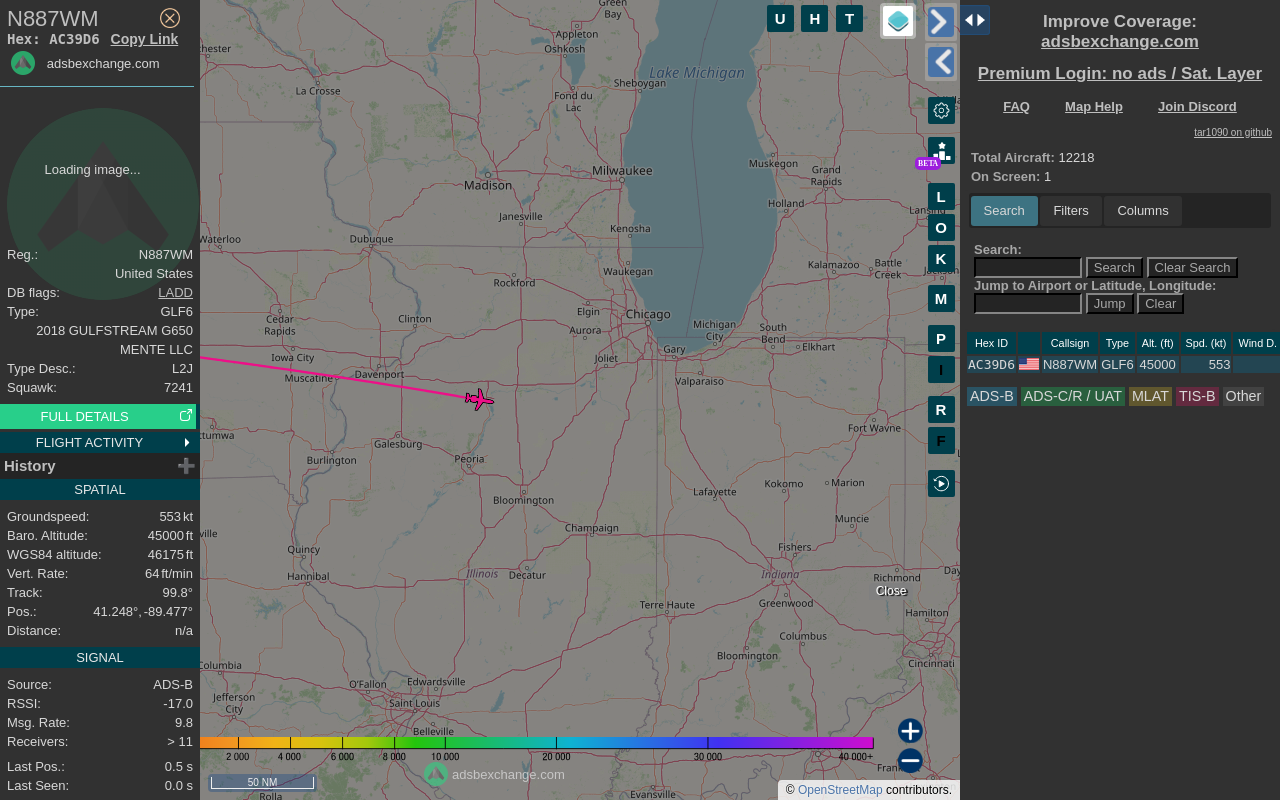 N887WM
Hex: AC39D6 Copy Link
adsbexchange.com
Loading image...
Reg.: N887WM
United States
DB flags: LADD
Type: GLF6
2018 GULFSTREAM G650
MENTE LLC
Type Desc.: L2J
Squawk: 7241
FULL DETAILS
FLIGHT ACTIVITY
History
SPATIAL
Groundspeed: 553 kt
Baro. Altitude: 45000 ft
WGS84 altitude: 46175 ft
Vert. Rate: 64 ft/min
Track: 99.8°
Pos.: 41.248°, -89.477°
Distance: n/a
SIGNAL
Source: ADS-B
RSSI: -17.0
Msg. Rate: 9.8
Receivers: > 11
Last Pos.: 0.5 s
Last Seen: 0.0 s
Green Bay
Appleton
Oshkosh
Lake Michigan
Sheboygan
La Crosse
Fond du Lac
Milwaukee
Madison
Muskegon
Grand Rapids
Holland
Janesville
Kenosha
Waterloo
Dubuque
Waukegan
Kalamazoo
Battle Creek
Rockford
Elgin
Chicago
Cedar Rapids
Clinton
Aurora
Michigan City
South Bend
Elkhart
Gary
Joliet
Iowa City
Muscatine
Davenport
Valparaiso
Fort Wayne
Galesburg
Burlington
Peoria
Bloomington
Lafayette
Kokomo
Marion
Champaign
Muncie
Quincy
Fishers
Hannibal
Illinois
Decatur
Indiana
Richmond
Close
Terre Haute
Greenwood
Hamilton
Columbus
Bloomington
Cincinnati
Columbia
O'Fallon
Edwardsville
Jefferson City
Saint Louis
Belleville
Evansville
Rolla
U H T
BETA
L
O
K
M
P
I
R
F
2 000 4 000 6 000 8 000 10 000 20 000 30 000 40 000+
50 NM
adsbexchange.com
© OpenStreetMap contributors.
Improve Coverage:
adsbexchange.com
Premium Login: no ads / Sat. Layer
FAQ Map Help Join Discord
tar1090 on github
Total Aircraft: 12218
On Screen: 1
Search Filters Columns
Search:
Search Clear Search
Jump to Airport or Latitude, Longitude:
Jump Clear
Hex ID Callsign Type Alt. (ft) Spd. (kt) Wind D.
AC39D6 N887WM GLF6 45000 553
ADS-B ADS-C/R / UAT MLAT TIS-B Other